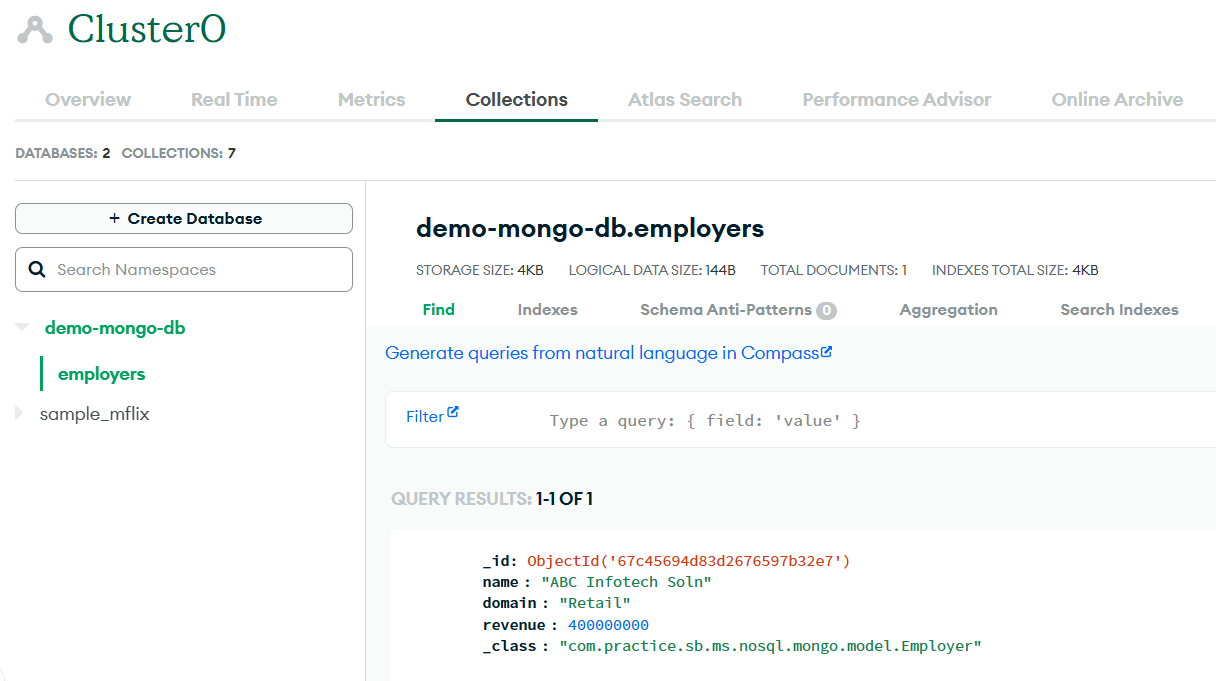 Cluster0
Overview Real Time Metrics Collections Atlas Search Performance Advisor Online Archive
DATABASES: 2 COLLECTIONS: 7
+ Create Database
Search Namespaces
demo-mongo-db
employers
sample_mflix
demo-mongo-db.employers
STORAGE SIZE: 4KB LOGICAL DATA SIZE: 144B TOTAL DOCUMENTS: 1 INDEXES TOTAL SIZE: 4KB
Find Indexes Schema Anti-Patterns 0 Aggregation Search Indexes
Generate queries from natural language in Compass
Filter Type a query: { field: 'value' }
QUERY RESULTS: 1-1 OF 1
_id: ObjectId('67c45694d83d2676597b32e7')
name : "ABC Infotech Soln"
domain : "Retail"
revenue : 400000000
_class : "com.practice.sb.ms.nosql.mongo.model.Employer"